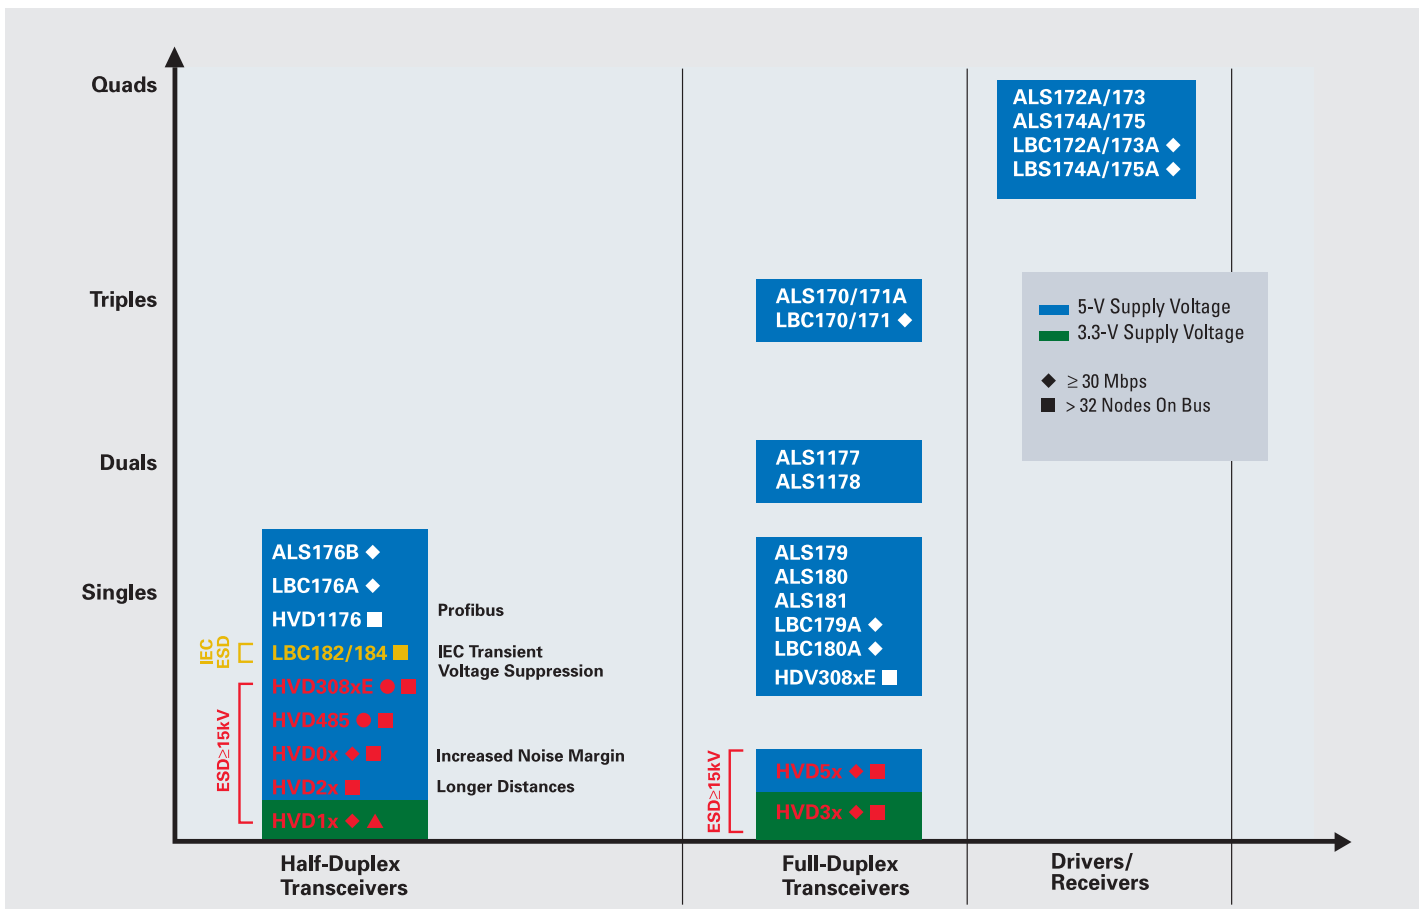 Quads
ALS172A/173
ALS174A/175
LBC172A/173A
LBS174A/175A
Triples
ALS170/171A
LBC170/171
5-V Supply Voltage
3.3-V Supply Voltage
≥ 30 Mbps
> 32 Nodes On Bus
Duals
ALS1177
ALS1178
Singles
ALS176B
LBC176A
HVD1176
LBC182/184
HVD308xE
HVD485
HVD0x
HVD2x
HVD1x
IEC
ESD
ESD≥15kV
Profibus
IEC Transient
Voltage Suppression
Increased Noise Margin
Longer Distances
ALS179
ALS180
ALS181
LBC179A
LBC180A
HDV308xE
ESD≥15kV
HVD5x
HVD3x
Half-Duplex
Transceivers
Full-Duplex
Transceivers
Drivers/
Receivers